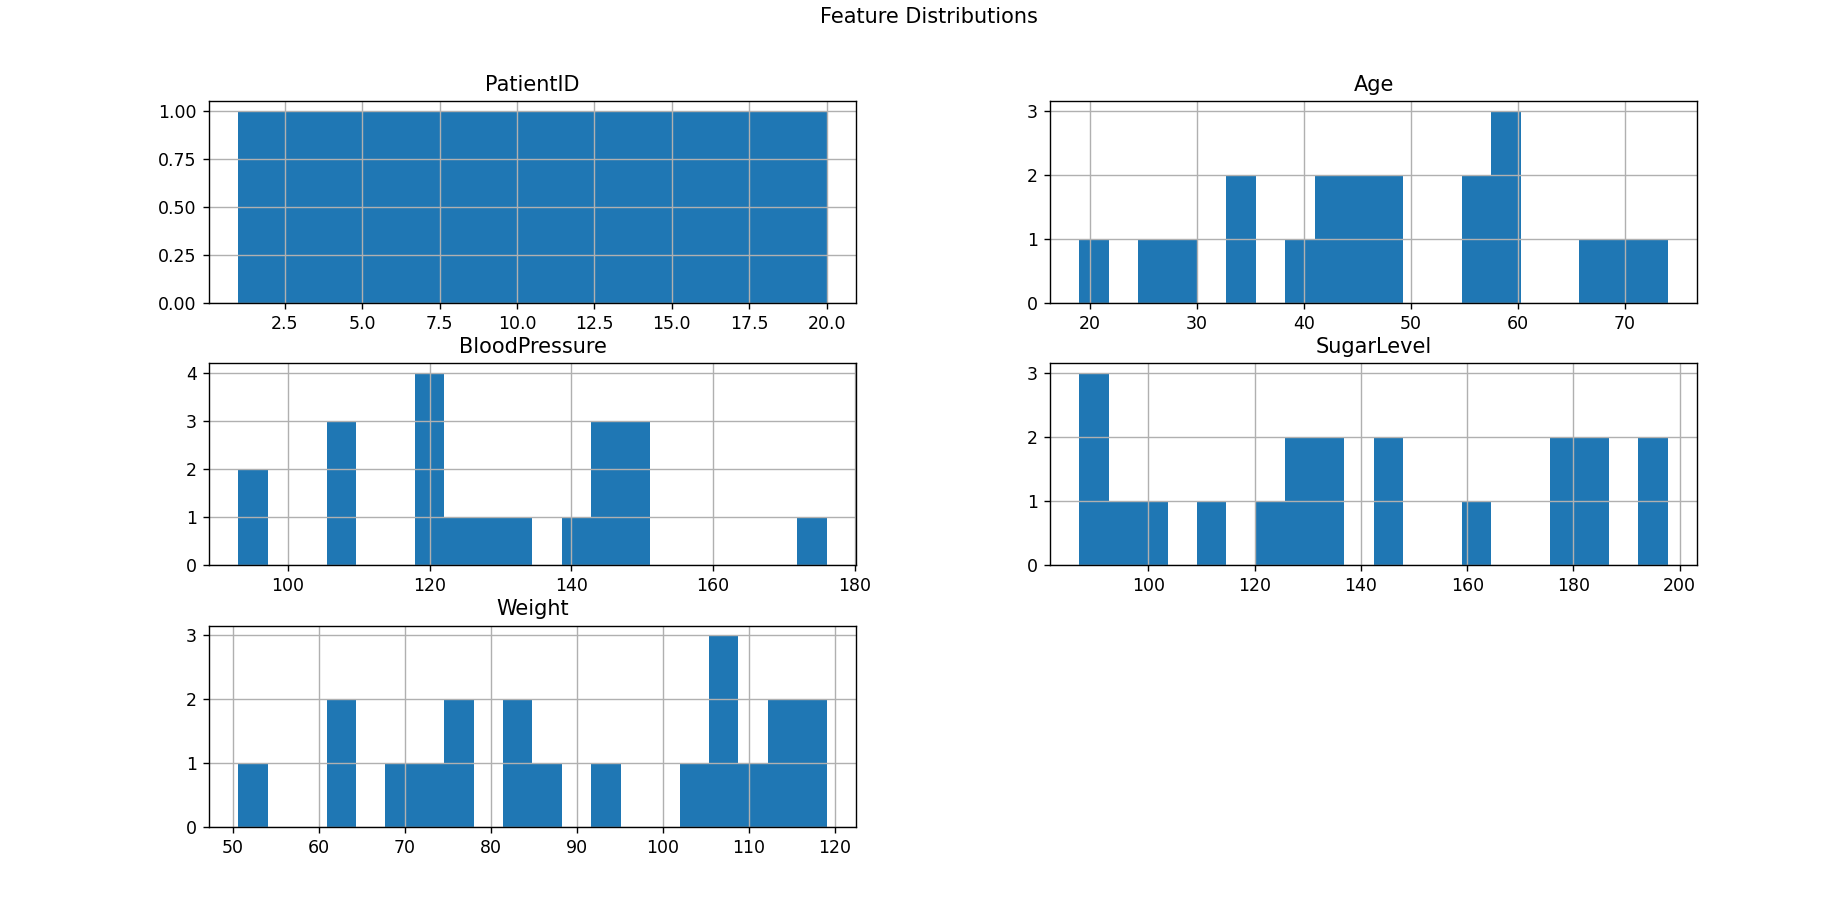 Feature Distributions
PatientID
1.00
0.75
0.50
0.25
0.00
2.5 5.0 7.5 10.0 12.5 15.0 17.5 20.0
Age
3
2
1
0
20 30 40 50 60 70
BloodPressure
4
3
2
1
0
100 120 140 160 180
SugarLevel
3
2
1
0
100 120 140 160 180 200
Weight
3
2
1
0
50 60 70 80 90 100 110 120